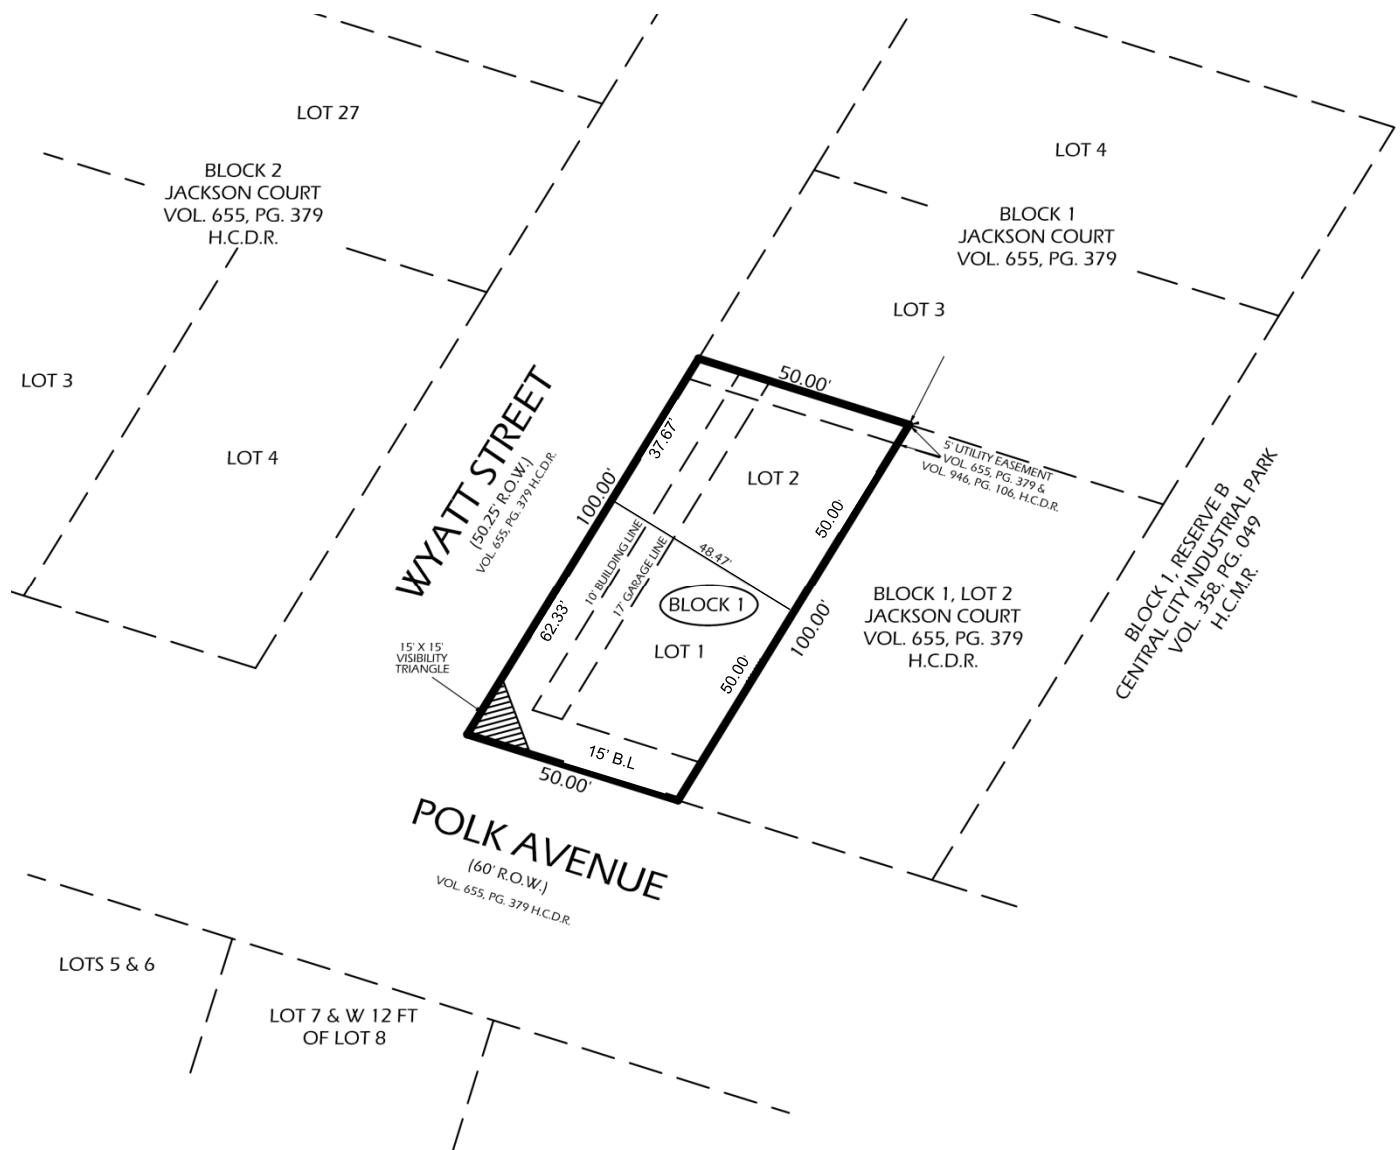 LOT 27
BLOCK 2
JACKSON COURT
VOL. 655, PG. 379
H.C.D.R.
LOT 4
BLOCK 1
JACKSON COURT
VOL. 655, PG. 379
LOT 3
LOT 3
LOT 4
WYATT STREET
(50.25' R.O.W.)
VOL. 655, PG. 379 H.C.D.R.
50.00'
37.67'
100.00'
LOT 2
50.00'
5' UTILITY EASEMENT
VOL. 655, PG. 379 &
VOL. 946, PG. 106, H.C.D.R.
BLOCK 1, RESERVE B
CENTRAL CITY INDUSTRIAL PARK
VOL. 358, PG. 049
H.C.M.R.
10' BUILDING LINE
17' GARAGE LINE
48.47'
BLOCK 1
62.33'
LOT 1
50.00'
100.00'
BLOCK 1, LOT 2
JACKSON COURT
VOL. 655, PG. 379
H.C.D.R.
15' X 15'
VISIBILITY
TRIANGLE
15' B.L
50.00'
POLK AVENUE
(60' R.O.W.)
VOL. 655, PG. 379 H.C.D.R.
LOTS 5 & 6
LOT 7 & W 12 FT
OF LOT 8